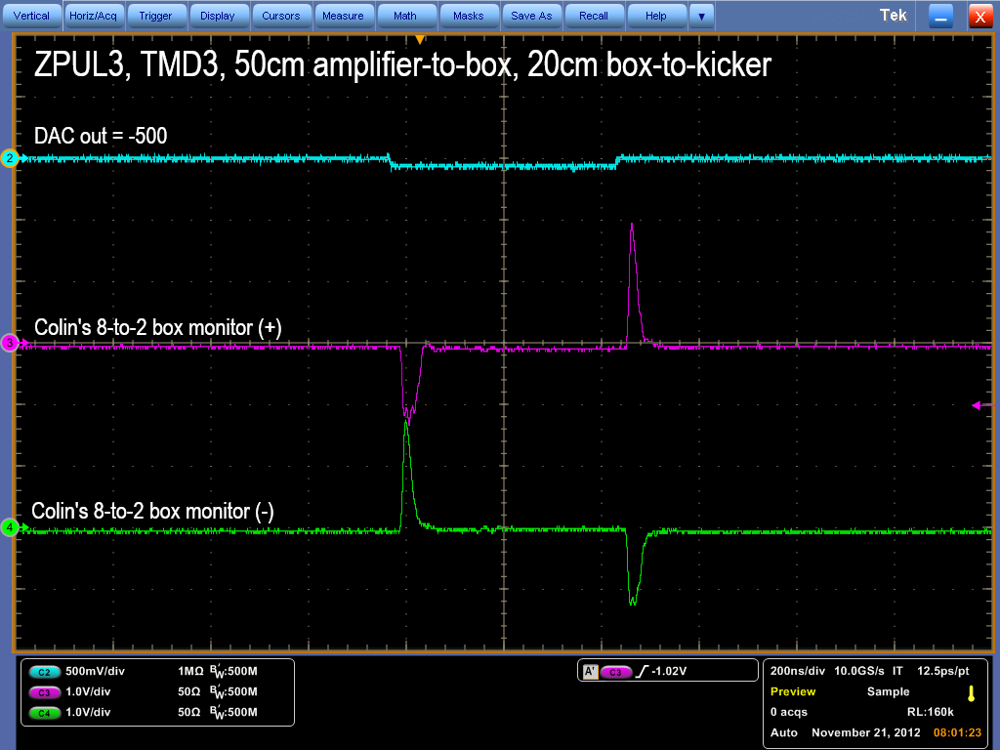 Vertical Horiz/Acq Trigger Display Cursors Measure Math Masks Save As Recall Help Tek X
ZPUL3, TMD3, 50cm amplifier-to-box, 20cm box-to-kicker
DAC out = -500
2
Colin's 8-to-2 box monitor (+)
3
Colin's 8-to-2 box monitor (-)
4
C2 500mV/div 1MΩ BW:500M
C3 1.0V/div 50Ω BW:500M
C4 1.0V/div 50Ω BW:500M
A' C3 -1.02V
200ns/div 10.0GS/s IT 12.5ps/pt
Preview Sample
0 acqs RL:160k
Auto November 21, 2012 08:01:23